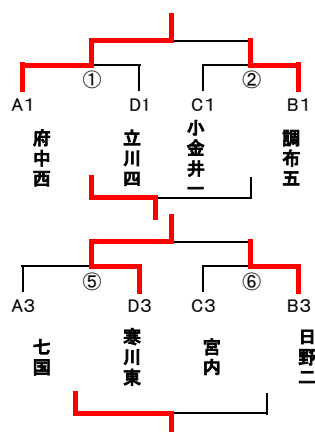 ① ②
A1 D1 C1 B1
府中西 立川四 小金井一 調布五
⑤ ⑥
A3 D3 C3 B3
七国 寒川東 宮内 日野二